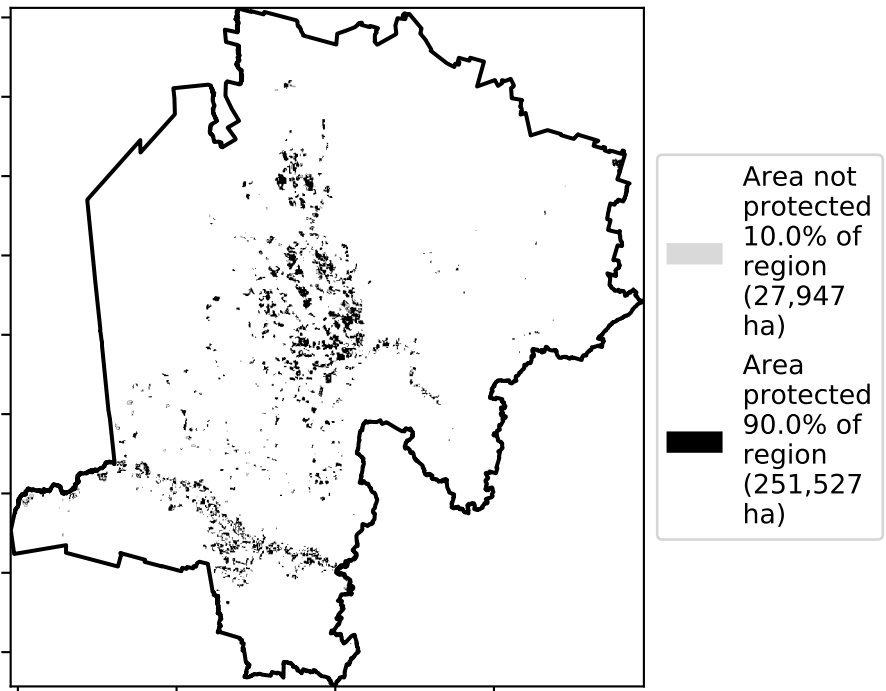 Area not
protected
10.0% of
region
(27,947
ha)
Area
protected
90.0% of
region
(251,527
ha)